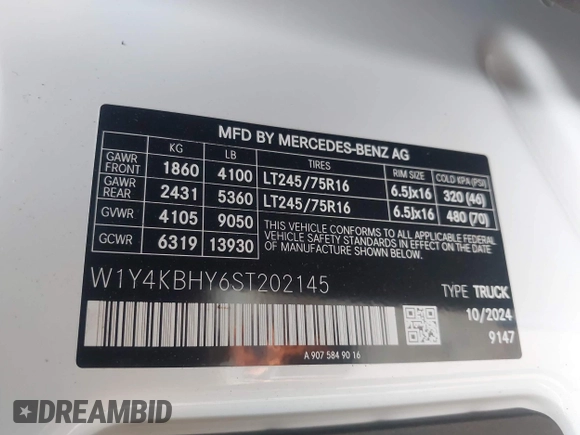 MFD BY MERCEDES-BENZ AG
KG LB TIRES RIM SIZE COLD KPA (PSI)
GAWR FRONT 1860 4100 LT245/75R16 6.5Jx16 320 (46)
GAWR REAR 2431 5360 LT245/75R16 6.5Jx16 480 (70)
GVWR 4105 9050
GCWR 6319 13930
THIS VEHICLE CONFORMS TO ALL APPLICABLE FEDERAL
VEHICLE SAFETY STANDARDS IN EFFECT ON THE DATE
OF MANUFACTURE SHOWN BELOW.
W1Y4KBHY6ST202145
TYPE TRUCK
10/2024
9147
A 907 584 90 16
DREAMBID